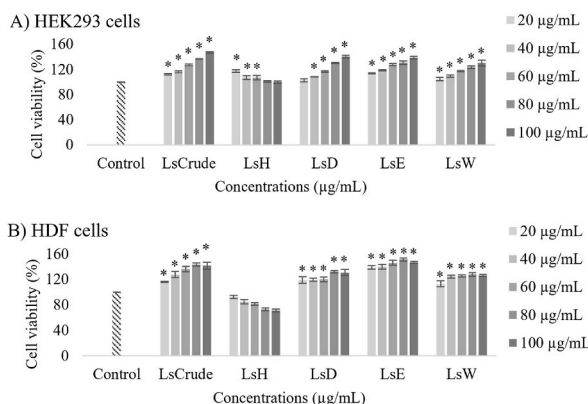 A) HEK293 cells
Cell viability (%)
160
120
80
40
0
* * * * *
* * *
* * * *
* * * * *
* * * * *
Control LsCrude LsH LsD LsE LsW
Concentrations (µg/mL)
20 µg/mL
40 µg/mL
60 µg/mL
80 µg/mL
100 µg/mL
B) HDF cells
Cell viability (%)
160
120
80
40
0
* * * * *
* * * * *
* * * * *
* * * * *
Control LsCrude LsH LsD LsE LsW
Concentrations (µg/mL)
20 µg/mL
40 µg/mL
60 µg/mL
80 µg/mL
100 µg/mL